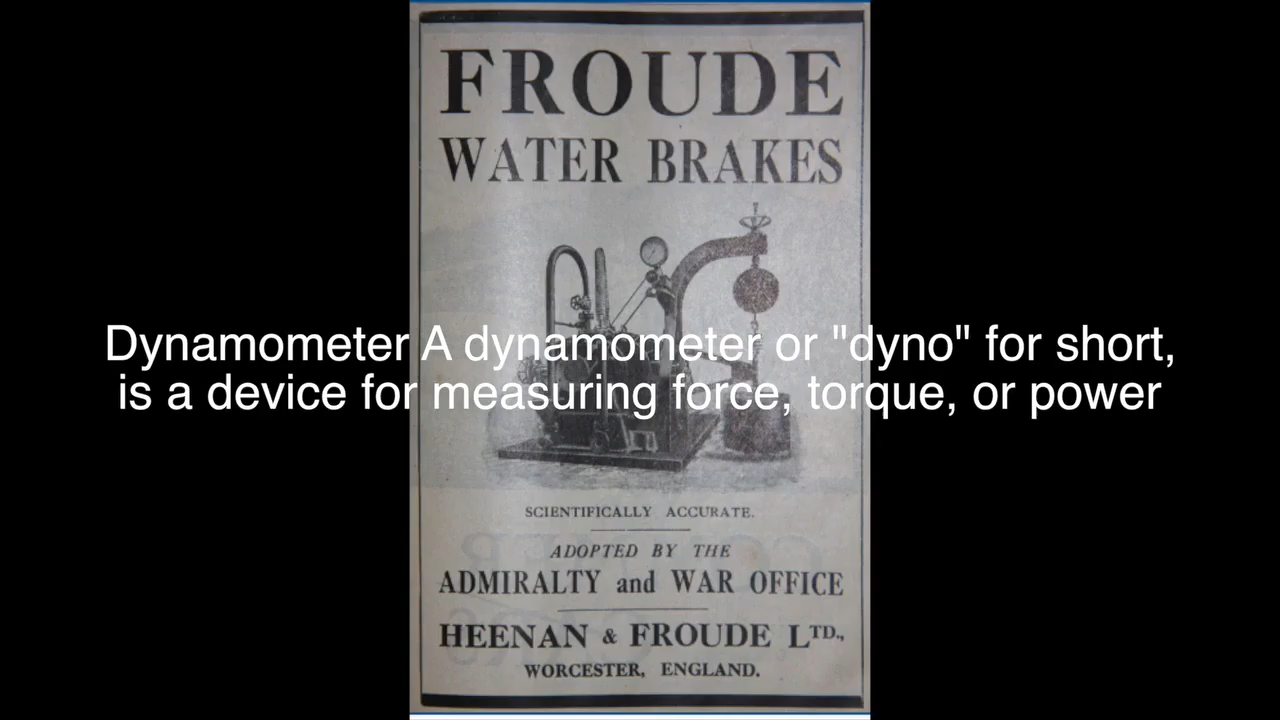 FROUDE
WATER BRAKES
Dynamometer A dynamometer or "dyno" for short,
is a device for measuring force, torque, or power
SCIENTIFICALLY ACCURATE.
ADOPTED BY THE
ADMIRALTY and WAR OFFICE
HEENAN & FROUDE LTD.,
WORCESTER, ENGLAND.